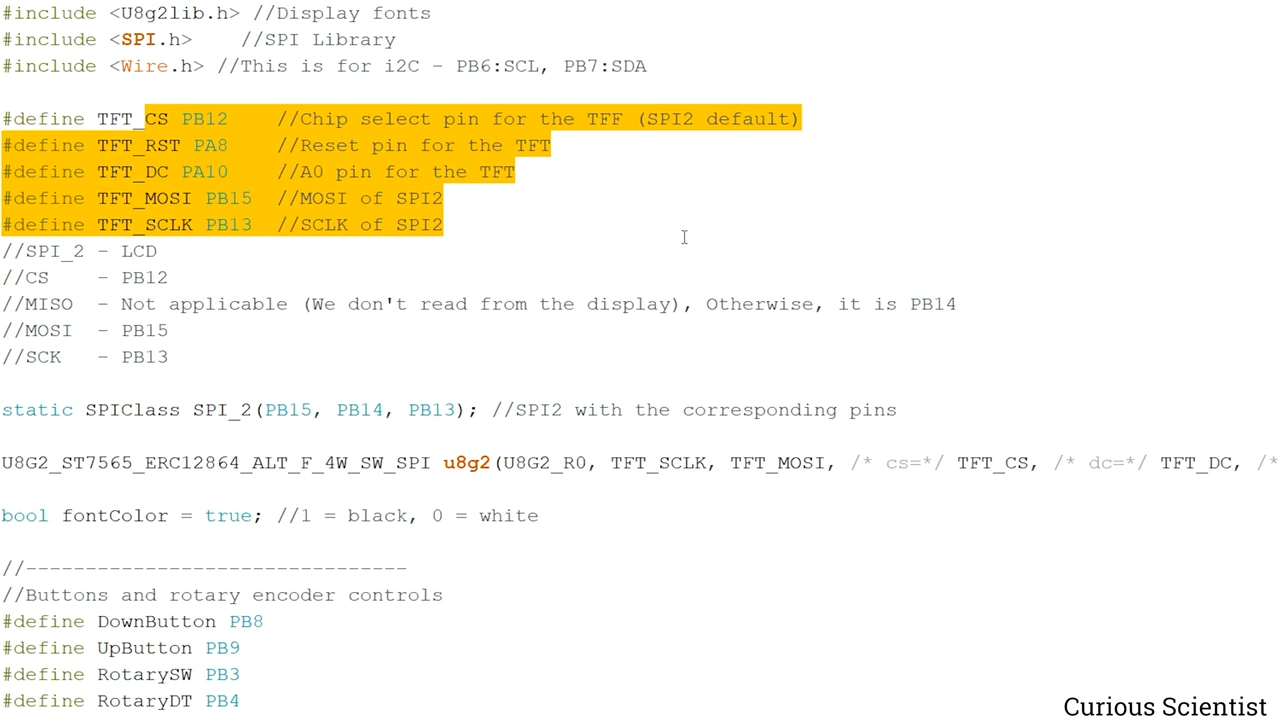 #include <U8g2lib.h> //Display fonts
#include <SPI.h>    //SPI Library
#include <Wire.h> //This is for i2C - PB6:SCL, PB7:SDA
#define TFT_CS PB12    //Chip select pin for the TFF (SPI2 default)
#define TFT_RST PA8    //Reset pin for the TFT
#define TFT_DC PA10    //A0 pin for the TFT
#define TFT_MOSI PB15  //MOSI of SPI2
#define TFT_SCLK PB13  //SCLK of SPI2
//SPI_2 - LCD
//CS    - PB12
//MISO  - Not applicable (We don't read from the display), Otherwise, it is PB14
//MOSI  - PB15
//SCK   - PB13
static SPIClass SPI_2(PB15, PB14, PB13); //SPI2 with the corresponding pins
U8G2_ST7565_ERC12864_ALT_F_4W_SW_SPI u8g2(U8G2_R0, TFT_SCLK, TFT_MOSI, /* cs=*/ TFT_CS, /* dc=*/ TFT_DC, /*
bool fontColor = true; //1 = black, 0 = white
//--------------------------------
//Buttons and rotary encoder controls
#define DownButton PB8
#define UpButton PB9
#define RotarySW PB3
#define RotaryDT PB4
Curious Scientist